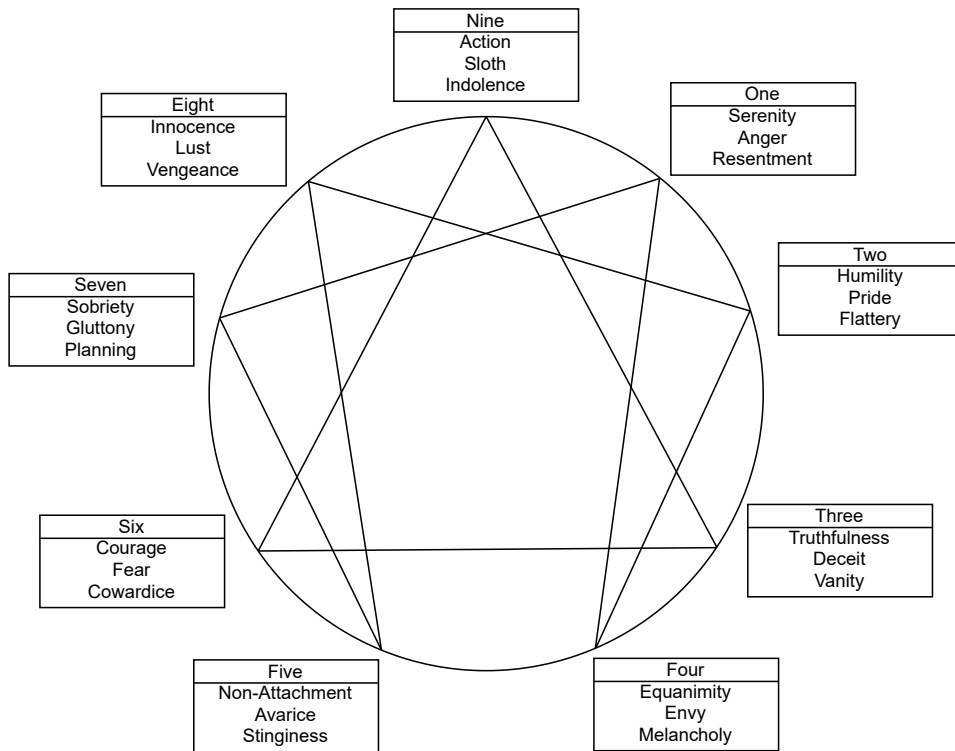 Nine
Action
Sloth
Indolence
One
Serenity
Anger
Resentment
Two
Humility
Pride
Flattery
Three
Truthfulness
Deceit
Vanity
Four
Equanimity
Envy
Melancholy
Five
Non-Attachment
Avarice
Stinginess
Six
Courage
Fear
Cowardice
Seven
Sobriety
Gluttony
Planning
Eight
Innocence
Lust
Vengeance